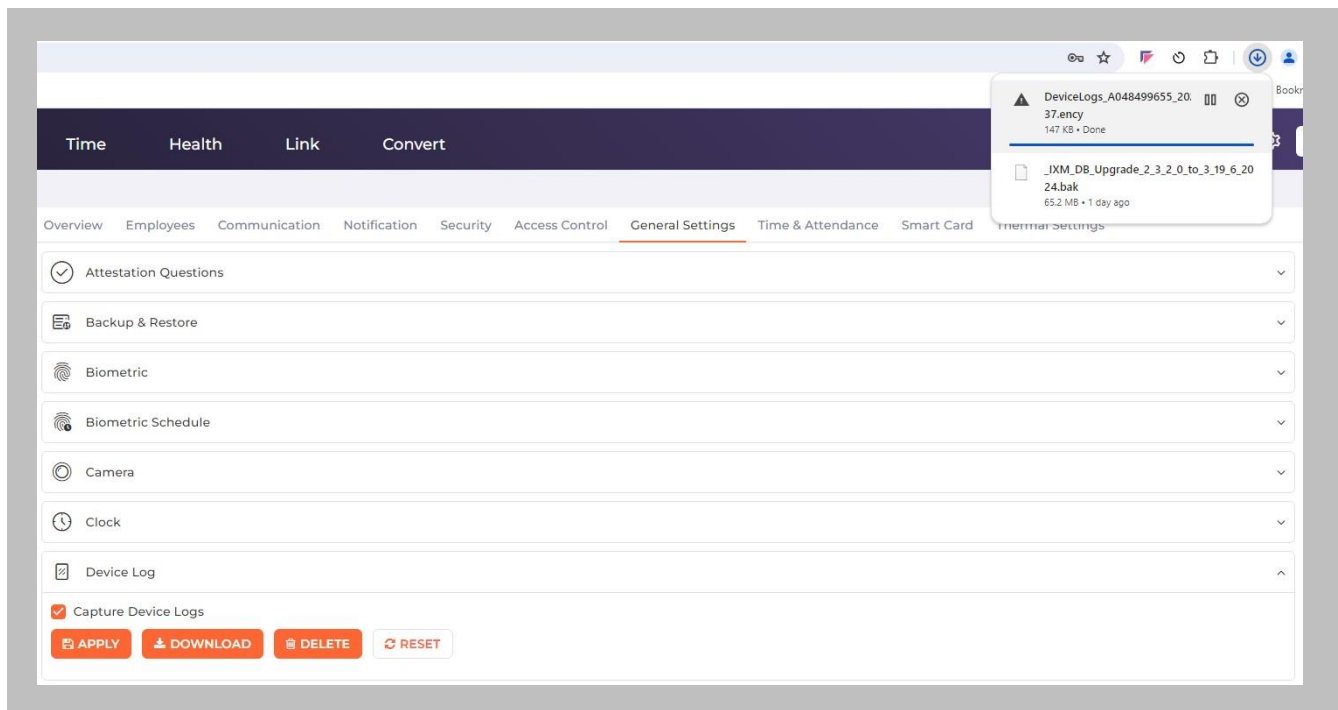 Bookr
DeviceLogs_A048499655_20.
37.ency
147 KB • Done
Time Health Link Convert
_IXM_DB_Upgrade_2_3_2_0_to_3_19_6_20
24.bak
65.2 MB • 1 day ago
Overview Employees Communication Notification Security Access Control General Settings Time & Attendance Smart Card Thermal Settings
Attestation Questions
Backup & Restore
Biometric
Biometric Schedule
Camera
Clock
Device Log
Capture Device Logs
APPLY DOWNLOAD DELETE RESET